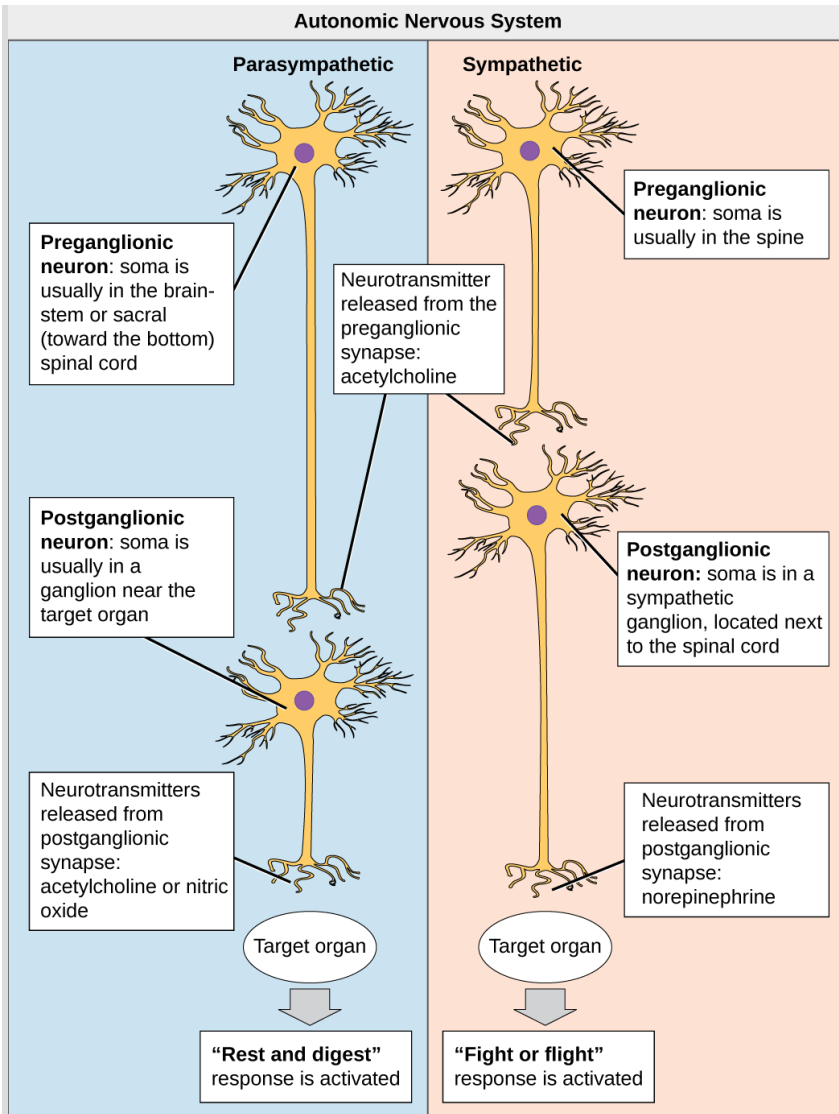 Autonomic Nervous System
Parasympathetic
Sympathetic
Preganglionic
neuron: soma is
usually in the brain-
stem or sacral
(toward the bottom)
spinal cord
Neurotransmitter
released from the
preganglionic
synapse:
acetylcholine
Preganglionic
neuron: soma is
usually in the spine
Postganglionic
neuron: soma is
usually in a
ganglion near the
target organ
Postganglionic
neuron: soma is in a
sympathetic
ganglion, located next
to the spinal cord
Neurotransmitters
released from
postganglionic
synapse:
acetylcholine or nitric
oxide
Neurotransmitters
released from
postganglionic
synapse:
norepinephrine
Target organ
Target organ
“Rest and digest”
response is activated
“Fight or flight”
response is activated